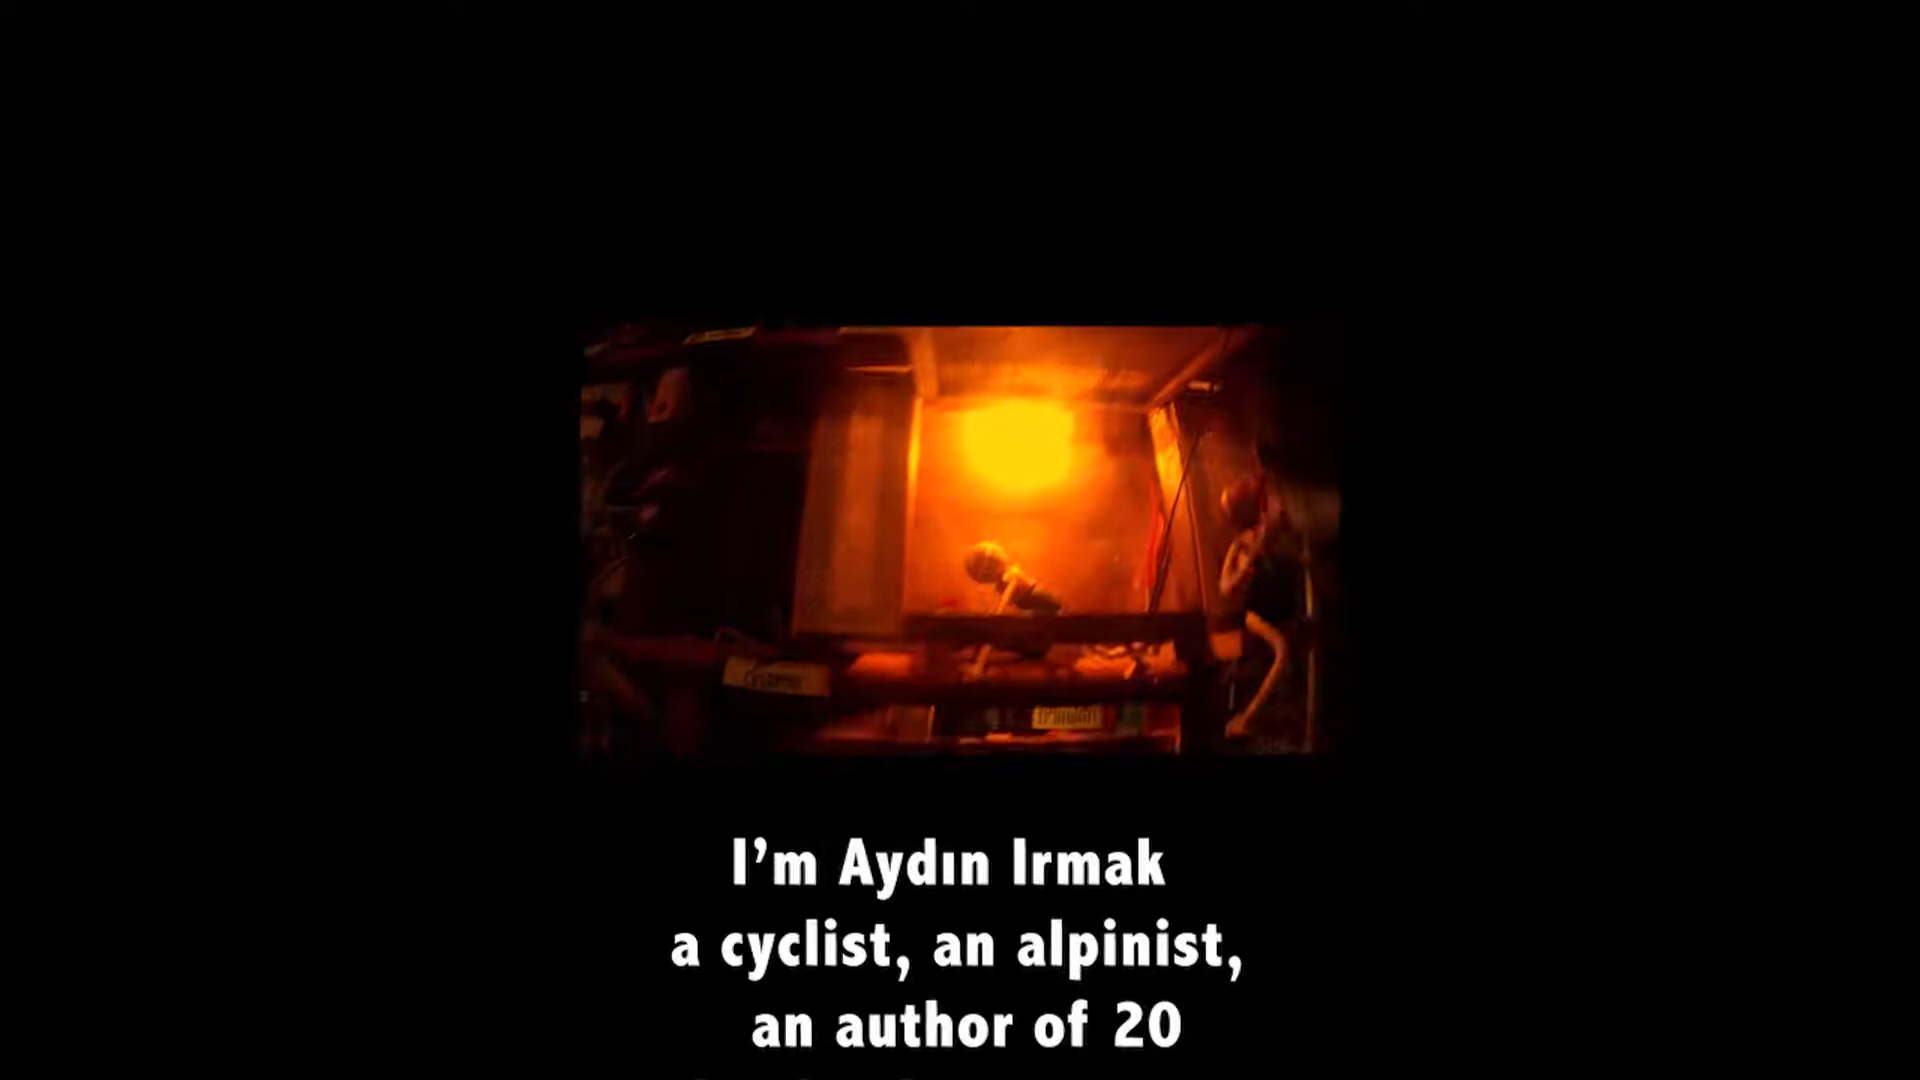 I’m Aydın Irmak
a cyclist, an alpinist,
an author of 20